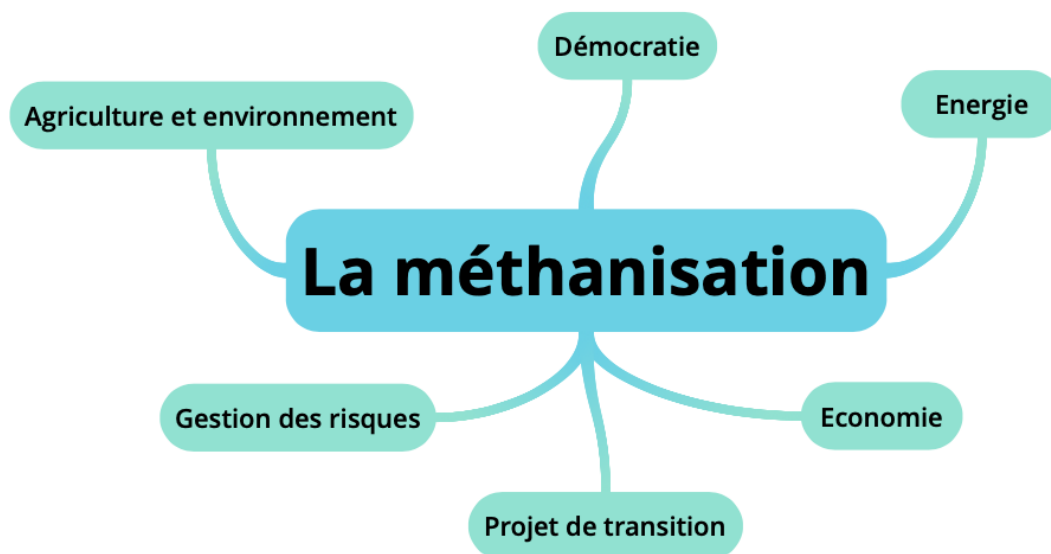 Démocratie
Energie
Agriculture et environnement
La méthanisation
Gestion des risques
Economie
Projet de transition